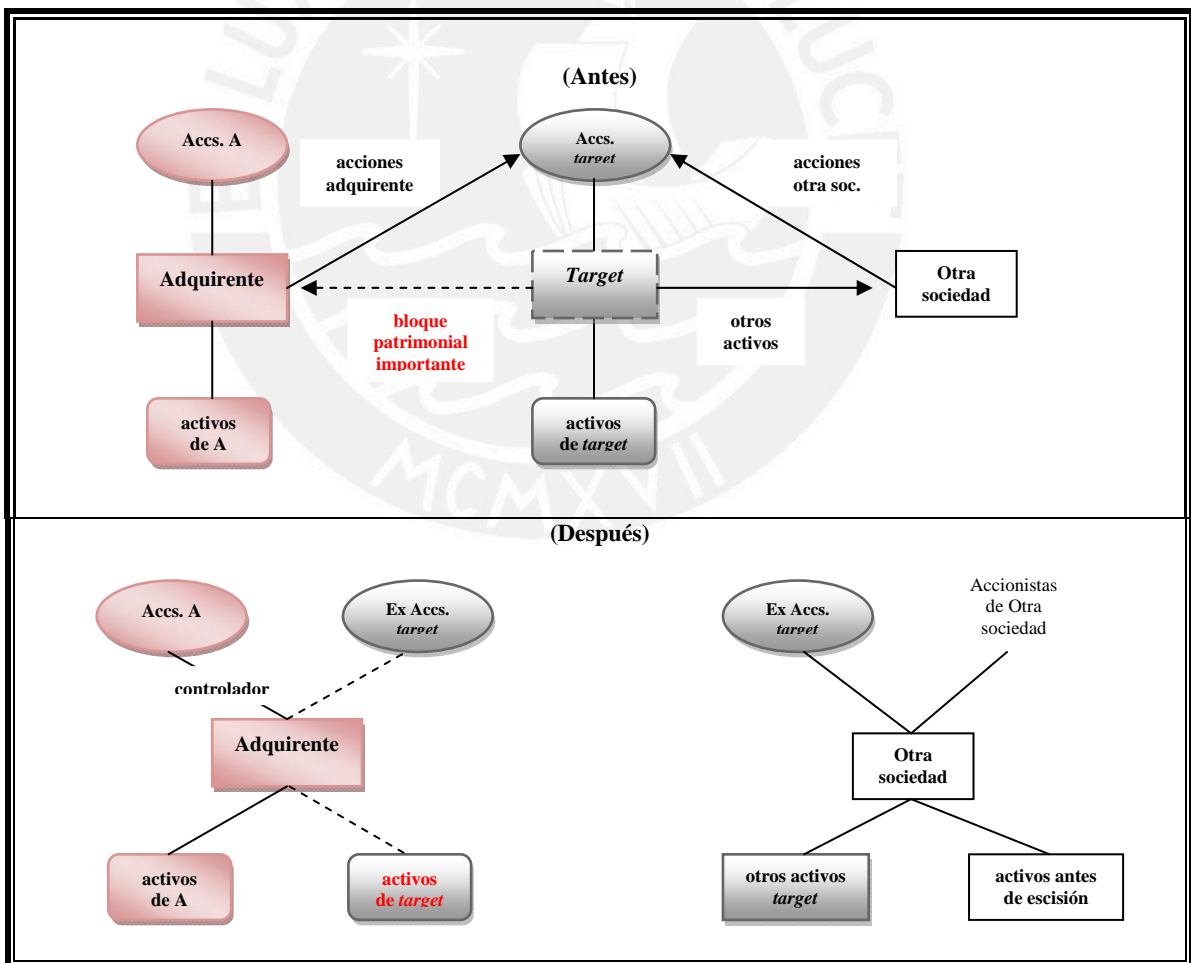 (Antes)
Accs. A
acciones
adquirente
Accs.
target
acciones
otra soc.
Adquirente
Target
Otra
sociedad
bloque
patrimonial
importante
otros
activos
activos
de A
activos
de target
MCMXVII
(Después)
Accs. A
Ex Accs.
target
Ex Accs.
target
Accionistas
de Otra
sociedad
controlador
Adquirente
Otra
sociedad
activos
de A
activos
de target
otros activos
target
activos antes
de escisión